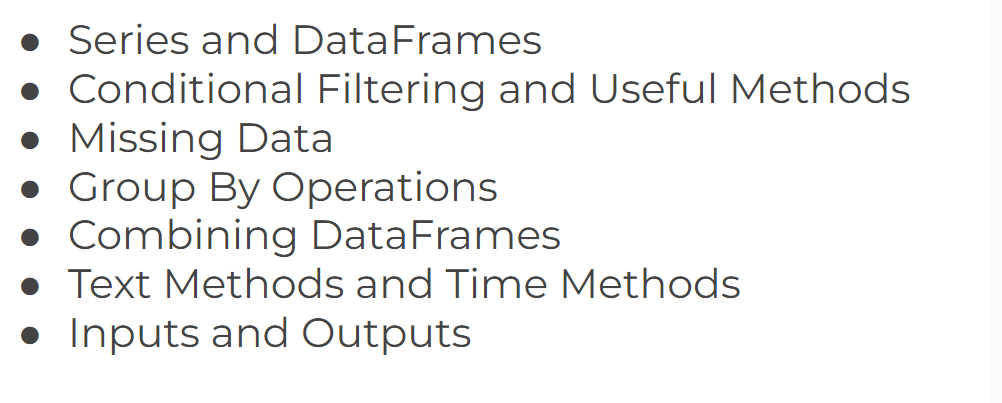 ● Series and DataFrames
● Conditional Filtering and Useful Methods
● Missing Data
● Group By Operations
● Combining DataFrames
● Text Methods and Time Methods
● Inputs and Outputs